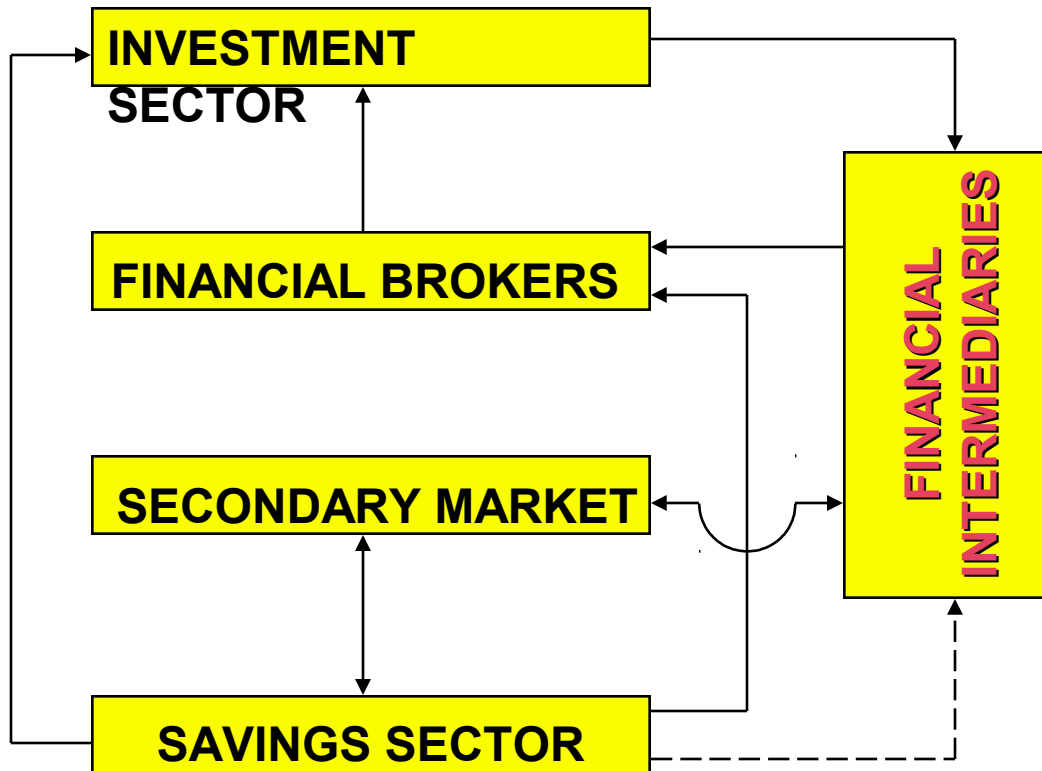 INVESTMENT
SECTOR
FINANCIAL BROKERS
SECONDARY MARKET
SAVINGS SECTOR
FINANCIAL
INTERMEDIARIES